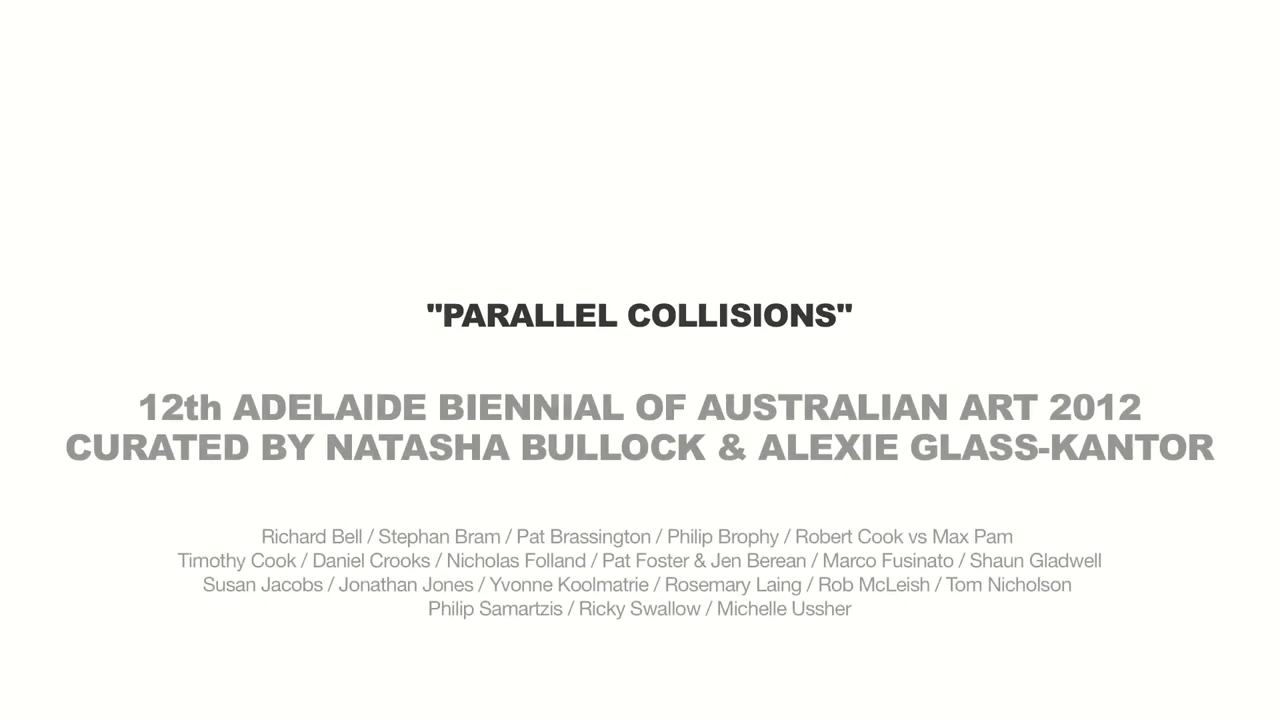 "PARALLEL COLLISIONS"
12th ADELAIDE BIENNIAL OF AUSTRALIAN ART 2012
CURATED BY NATASHA BULLOCK & ALEXIE GLASS-KANTOR
Richard Bell / Stephan Bram / Pat Brassington / Philip Brophy / Robert Cook vs Max Pam
Timothy Cook / Daniel Crooks / Nicholas Folland / Pat Foster & Jen Berean / Marco Fusinato / Shaun Gladwell
Susan Jacobs / Jonathan Jones / Yvonne Koolmatrie / Rosemary Laing / Rob McLeish / Tom Nicholson
Philip Samartzis / Ricky Swallow / Michelle Ussher